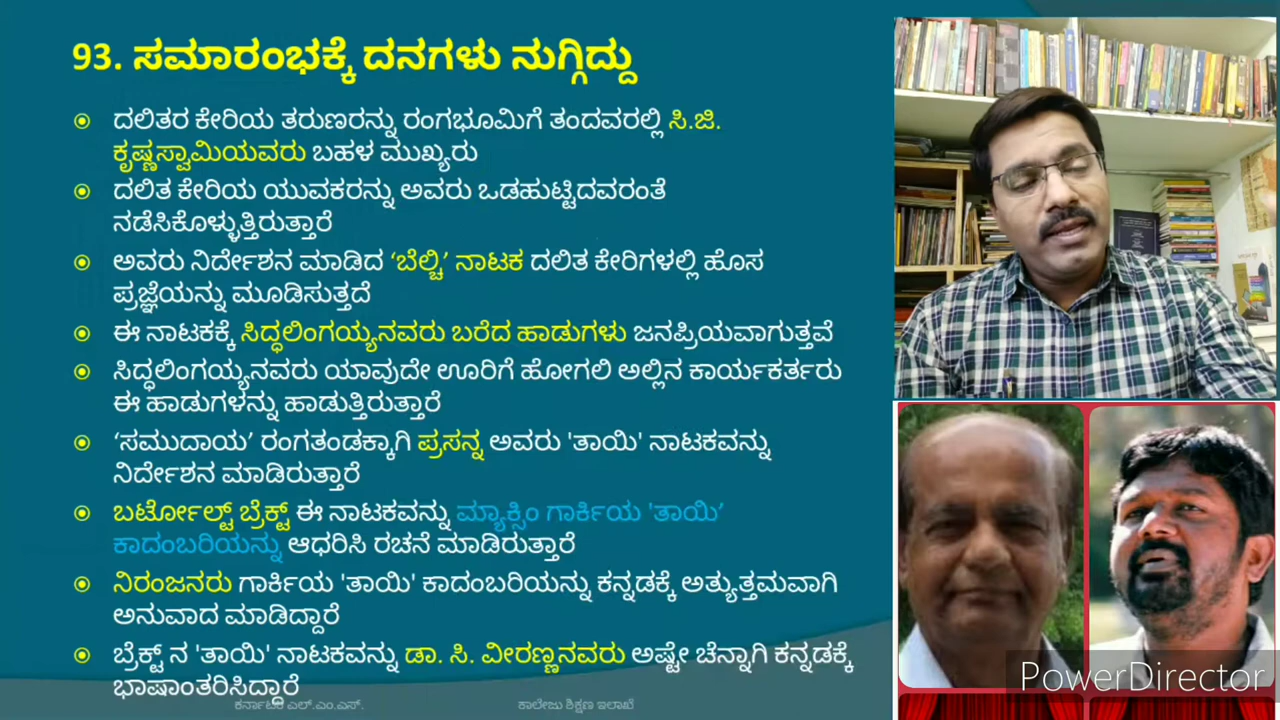 93. ಸಮಾರಂಭಕ್ಕೆ ದನಗಳು ನುಗ್ಗಿದ್ದು
ದಲಿತರ ಕೇರಿಯ ತರುಣರನ್ನು ರಂಗಭೂಮಿಗೆ ತಂದವರಲ್ಲಿ ಸಿ.ಜಿ.
ಕೃಷ್ಣಸ್ವಾಮಿಯವರು ಬಹಳ ಮುಖ್ಯರು
ದಲಿತ ಕೇರಿಯ ಯುವಕರನ್ನು ಅವರು ಒಡಹುಟ್ಟಿದವರಂತೆ
ನಡೆಸಿಕೊಳ್ಳುತ್ತಿರುತ್ತಾರೆ
ಅವರು ನಿರ್ದೇಶನ ಮಾಡಿದ ‘ಬೆಲ್ಚಿ’ ನಾಟಕ ದಲಿತ ಕೇರಿಗಳಲ್ಲಿ ಹೊಸ
ಪ್ರಜ್ಞೆಯನ್ನು ಮೂಡಿಸುತ್ತದೆ
ಈ ನಾಟಕಕ್ಕೆ ಸಿದ್ಧಲಿಂಗಯ್ಯನವರು ಬರೆದ ಹಾಡುಗಳು ಜನಪ್ರಿಯವಾಗುತ್ತವೆ
ಸಿದ್ಧಲಿಂಗಯ್ಯನವರು ಯಾವುದೇ ಊರಿಗೆ ಹೋಗಲಿ ಅಲ್ಲಿನ ಕಾರ್ಯಕರ್ತರು
ಈ ಹಾಡುಗಳನ್ನು ಹಾಡುತ್ತಿರುತ್ತಾರೆ
‘ಸಮುದಾಯ’ ರಂಗತಂಡಕ್ಕಾಗಿ ಪ್ರಸನ್ನ ಅವರು 'ತಾಯಿ' ನಾಟಕವನ್ನು
ನಿರ್ದೇಶನ ಮಾಡಿರುತ್ತಾರೆ
ಬರ್ಟೋಲ್ಟ್ ಬ್ರೆಕ್ಟ್ ಈ ನಾಟಕವನ್ನು ಮ್ಯಾಕ್ಸಿಂ ಗಾರ್ಕಿಯ 'ತಾಯಿ’
ಕಾದಂಬರಿಯನ್ನು ಆಧರಿಸಿ ರಚನೆ ಮಾಡಿರುತ್ತಾರೆ
ನಿರಂಜನರು ಗಾರ್ಕಿಯ 'ತಾಯಿ' ಕಾದಂಬರಿಯನ್ನು ಕನ್ನಡಕ್ಕೆ ಅತ್ಯುತ್ತಮವಾಗಿ
ಅನುವಾದ ಮಾಡಿದ್ದಾರೆ
ಬ್ರೆಕ್ಟ್ ನ 'ತಾಯಿ' ನಾಟಕವನ್ನು ಡಾ. ಸಿ. ವೀರಣ್ಣನವರು ಅಷ್ಟೇ ಚೆನ್ನಾಗಿ ಕನ್ನಡಕ್ಕೆ
ಭಾಷಾಂತರಿಸಿದ್ದಾರೆ
ಕರ್ನಾಟಕ ಎಲ್.ಎಂ.ಎಸ್. ಕಾಲೇಜು ಶಿಕ್ಷಣ ಇಲಾಖೆ
PowerDirector